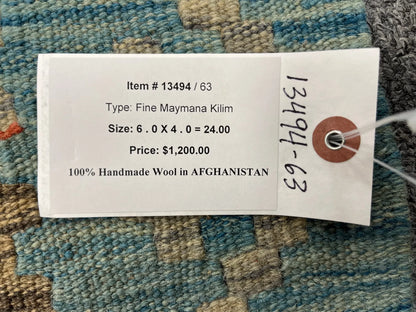 Item # 13494 / 63
Type: Fine Maymana Kilim
Size: 6 . 0 X 4 . 0 = 24.00
Price: $1,200.00
100% Handmade Wool in AFGHANISTAN
13494-63